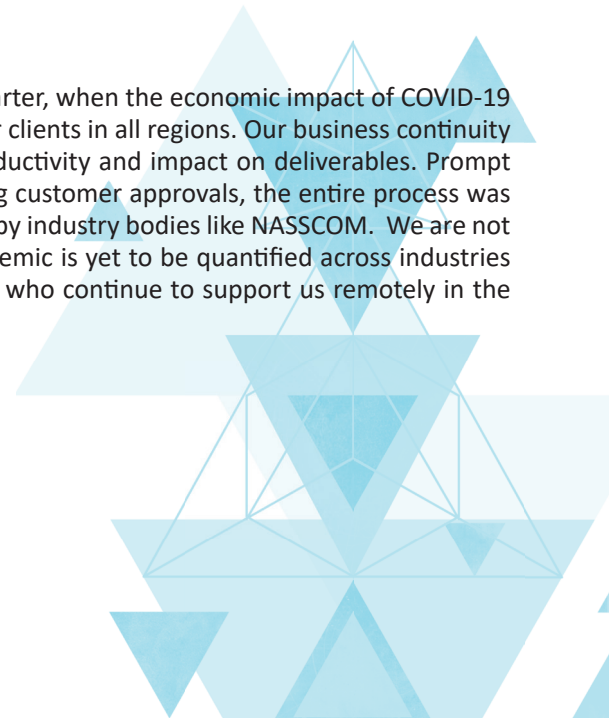 arter, when the economic impact of COVID-19
r clients in all regions. Our business continuity
ductivity and impact on deliverables. Prompt
g customer approvals, the entire process was
by industry bodies like NASSCOM. We are not
emic is yet to be quantified across industries
who continue to support us remotely in the